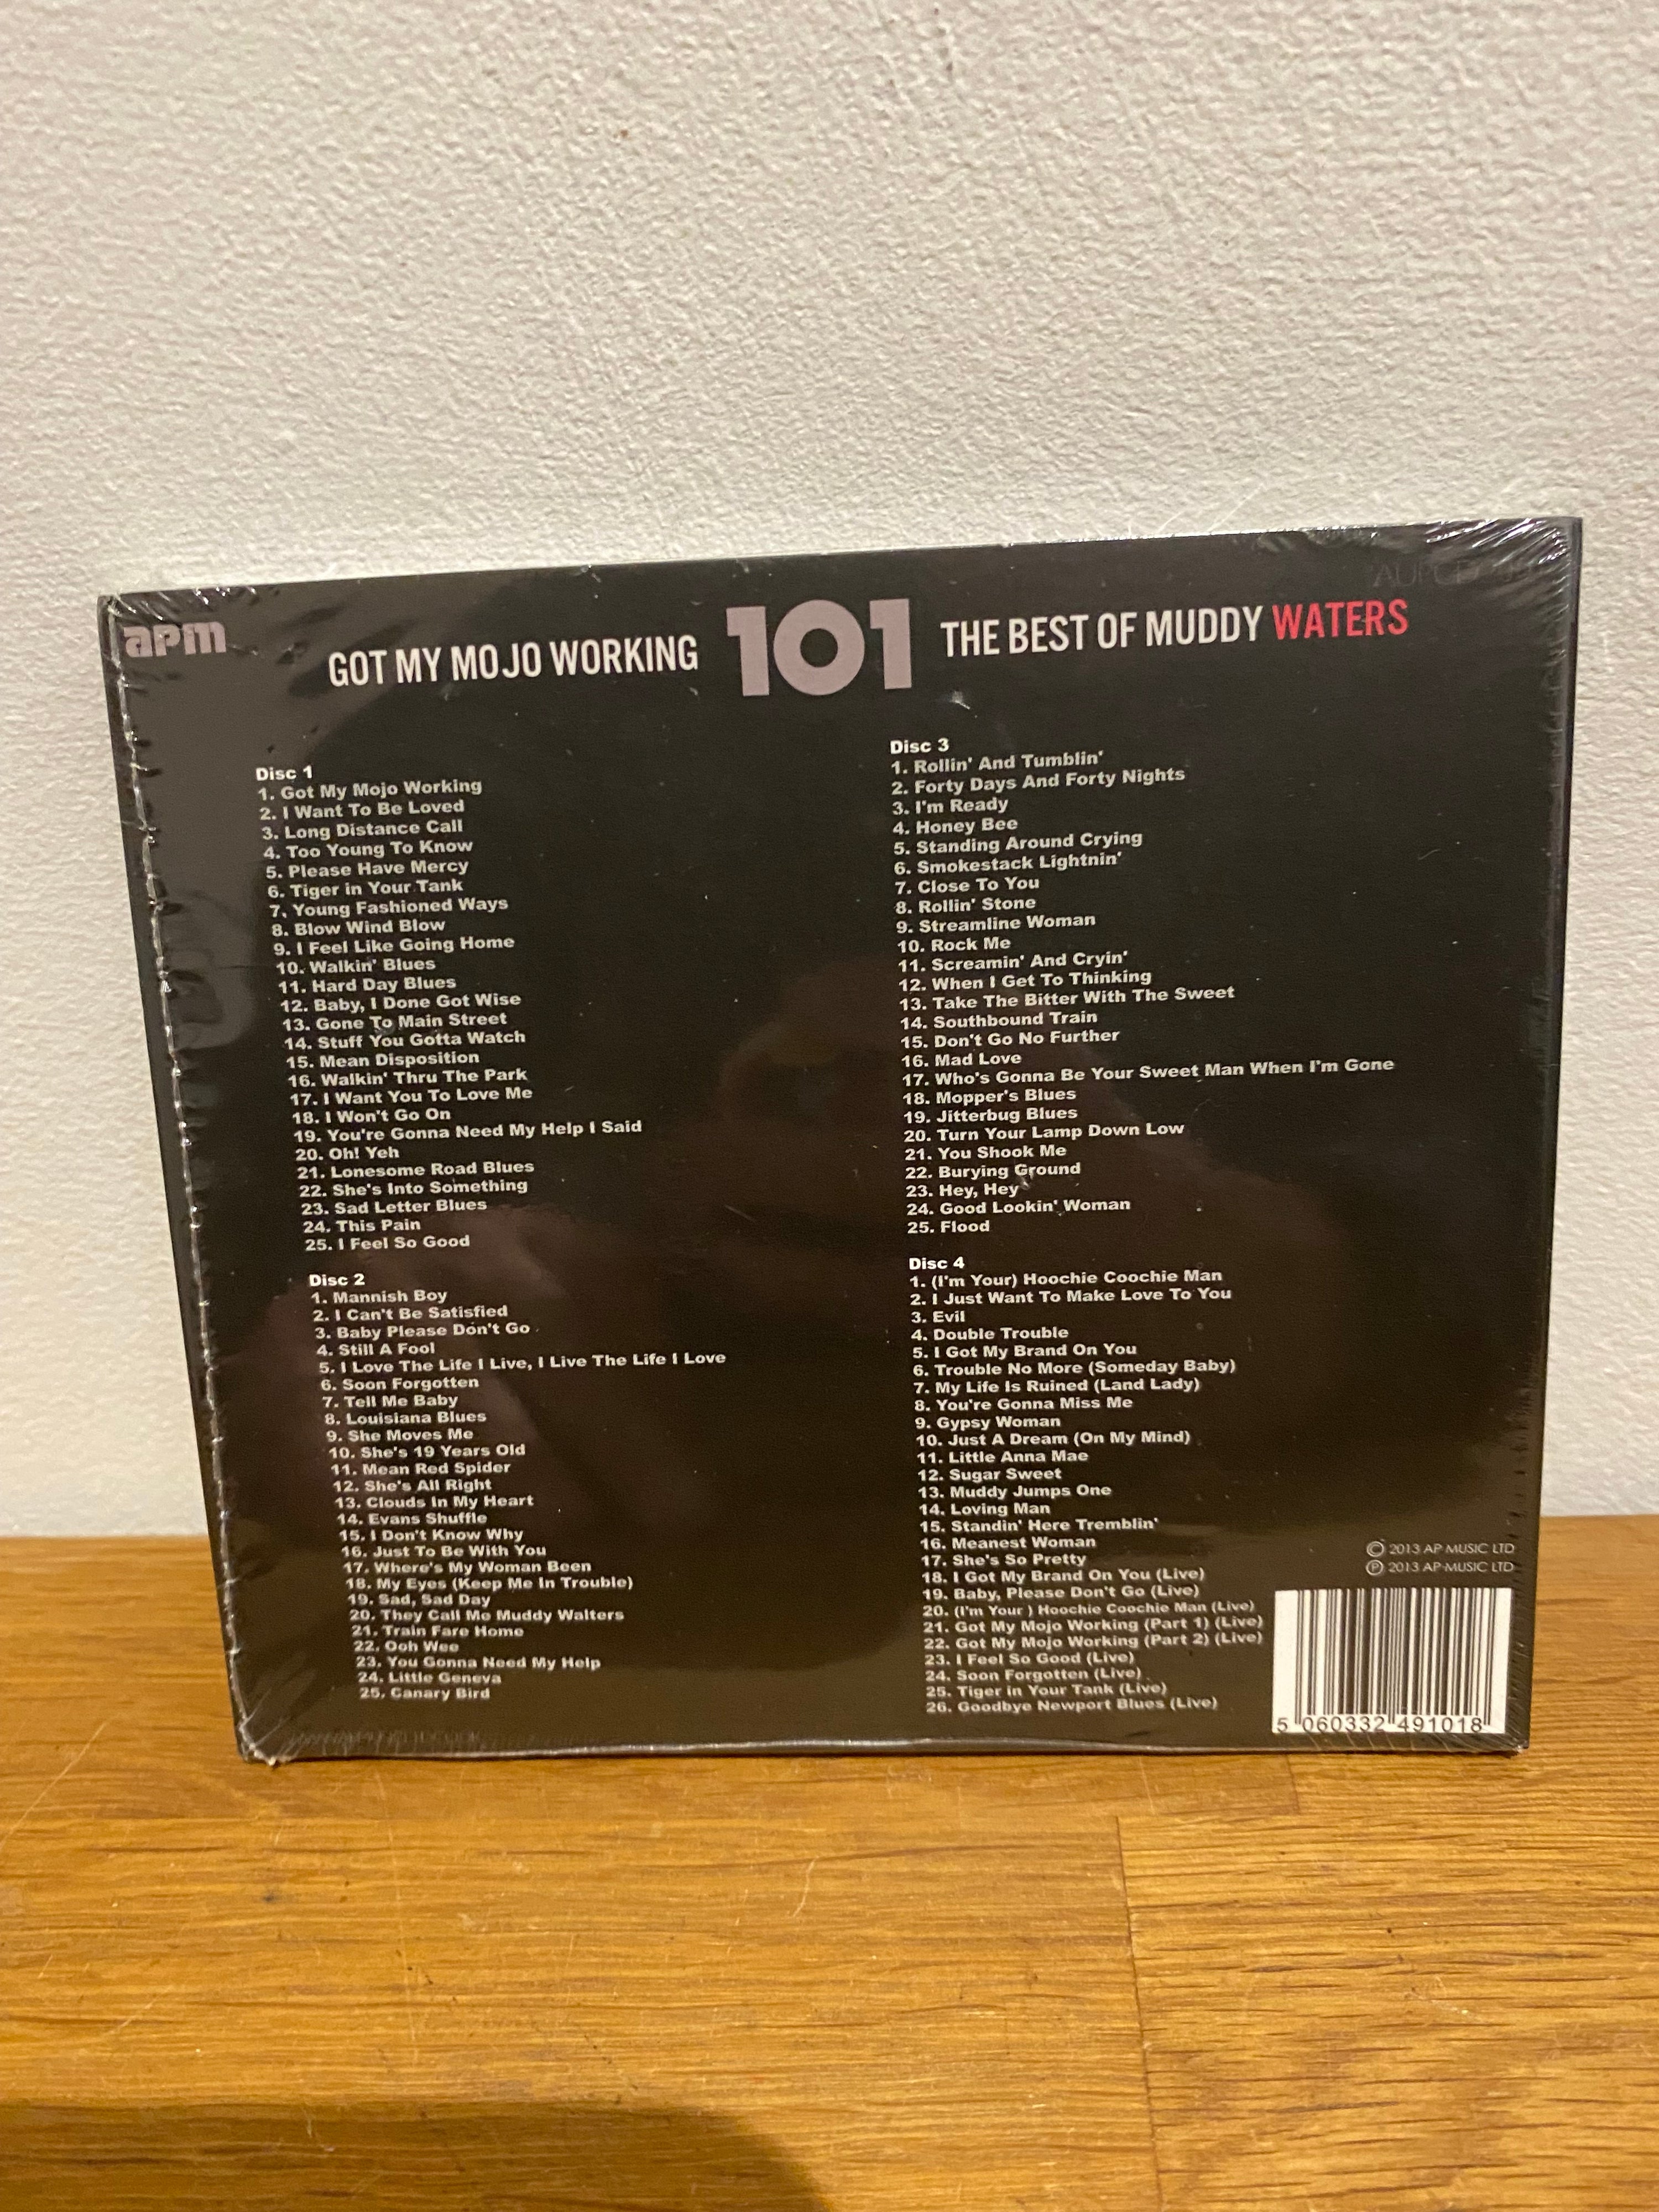 apm
GOT MY MOJO WORKING 101 THE BEST OF MUDDY WATERS
Disc 1
1. Got My Mojo Working
2. I Want To Be Loved
3. Long Distance Call
4. Too Young To Know
5. Please Have Mercy
6. Tiger in Your Tank
7. Young Fashioned Ways
8. Blow Wind Blow
9. I Feel Like Going Home
10. Walkin' Blues
11. Hard Day Blues
12. Baby, I Done Got Wise
13. Gone To Main Street
14. Stuff You Gotta Watch
15. Mean Disposition
16. Walkin' Thru The Park
17. I Want You To Love Me
18. I Won't Go On
19. You're Gonna Need My Help I Said
20. Oh! Yeh
21. Lonesome Road Blues
22. She's Into Something
23. Sad Letter Blues
24. This Pain
25. I Feel So Good
Disc 2
1. Mannish Boy
2. I Can't Be Satisfied
3. Baby Please Don't Go
4. Still A Fool
5. I Love The Life I Live, I Live The Life I Love
6. Soon Forgotten
7. Tell Me Baby
8. Louisiana Blues
9. She Moves Me
10. She's 19 Years Old
11. Mean Red Spider
12. She's All Right
13. Clouds In My Heart
14. Evans Shuffle
15. I Don't Know Why
16. Just To Be With You
17. Where's My Woman Been
18. My Eyes (Keep Me In Trouble)
19. Sad, Sad Day
20. They Call Me Muddy Walters
21. Train Fare Home
22. Ooh Wee
23. You Gonna Need My Help
24. Little Geneva
25. Canary Bird
Disc 3
1. Rollin' And Tumblin'
2. Forty Days And Forty Nights
3. I'm Ready
4. Honey Bee
5. Standing Around Crying
6. Smokestack Lightnin'
7. Close To You
8. Rollin' Stone
9. Streamline Woman
10. Rock Me
11. Screamin' And Cryin'
12. When I Get To Thinking
13. Take The Bitter With The Sweet
14. Southbound Train
15. Don't Go No Further
16. Mad Love
17. Who's Gonna Be Your Sweet Man When I'm Gone
18. Mopper's Blues
19. Jitterbug Blues
20. Turn Your Lamp Down Low
21. You Shook Me
22. Burying Ground
23. Hey, Hey
24. Good Lookin' Woman
25. Flood
Disc 4
1. (I'm Your) Hoochie Coochie Man
2. I Just Want To Make Love To You
3. Evil
4. Double Trouble
5. I Got My Brand On You
6. Trouble No More (Someday Baby)
7. My Life Is Ruined (Land Lady)
8. You're Gonna Miss Me
9. Gypsy Woman
10. Just A Dream (On My Mind)
11. Little Anna Mae
12. Sugar Sweet
13. Muddy Jumps One
14. Loving Man
15. Standin' Here Tremblin'
16. Meanest Woman
17. She's So Pretty
18. I Got My Brand On You (Live)
19. Baby, Please Don't Go (Live)
20. (I'm Your ) Hoochie Coochie Man (Live)
21. Got My Mojo Working (Part 1) (Live)
22. Got My Mojo Working (Part 2) (Live)
23. I Feel So Good (Live)
24. Soon Forgotten (Live)
25. Tiger in Your Tank (Live)
26. Goodbye Newport Blues (Live)
© 2013 AP-MUSIC LTD
℗ 2013 AP-MUSIC LTD
5 060332 491018